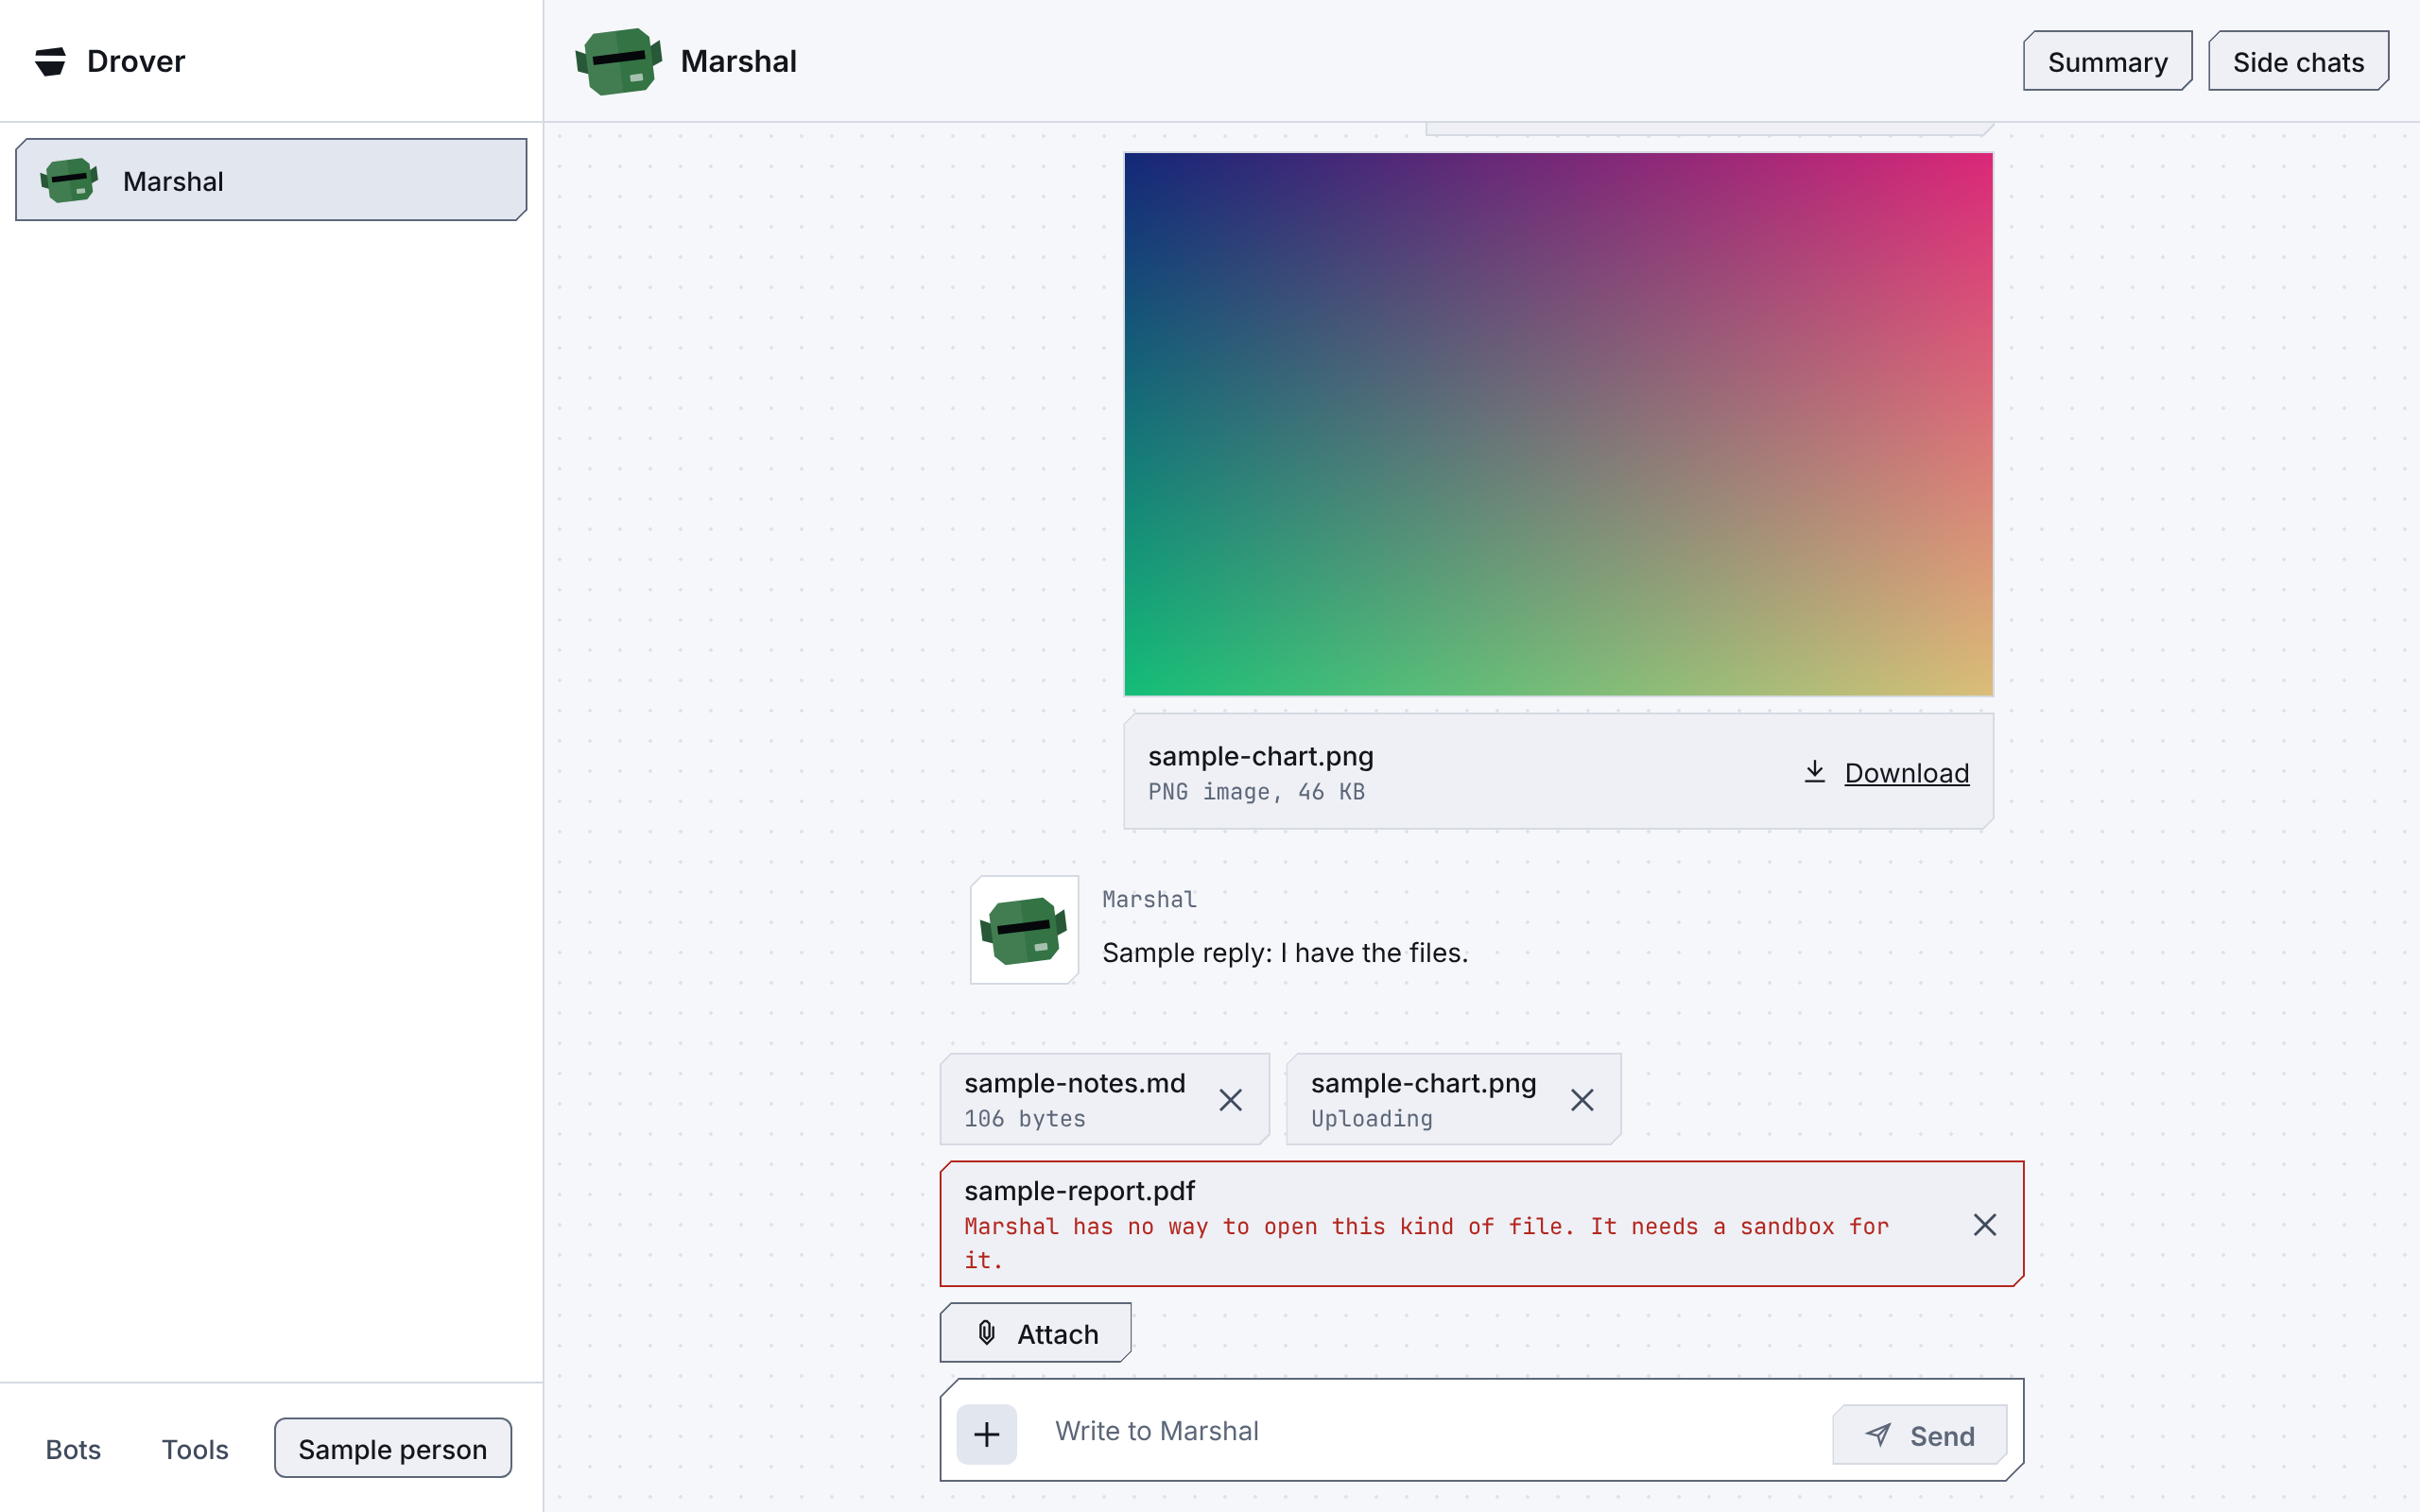 Drover
Marshal
Summary
Side chats
Marshal
sample-chart.png
PNG image, 46 KB
Download
Marshal
Sample reply: I have the files.
sample-notes.md
106 bytes
sample-chart.png
Uploading
sample-report.pdf
Marshal has no way to open this kind of file. It needs a sandbox for
it.
Attach
Write to Marshal
Send
Bots
Tools
Sample person